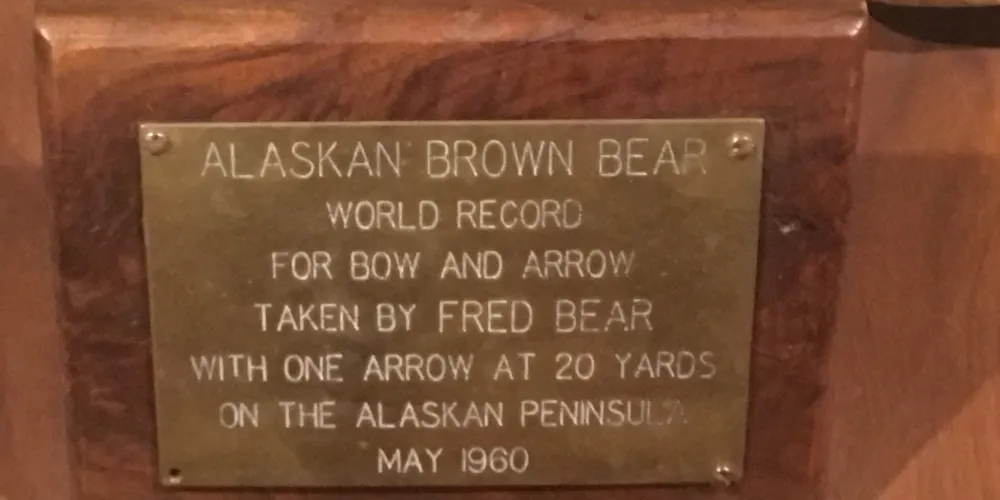 ALASKAN BROWN BEAR
WORLD RECORD
FOR BOW AND ARROW
TAKEN BY FRED BEAR
WITH ONE ARROW AT 20 YARDS
ON THE ALASKAN PENINSULA
MAY 1960